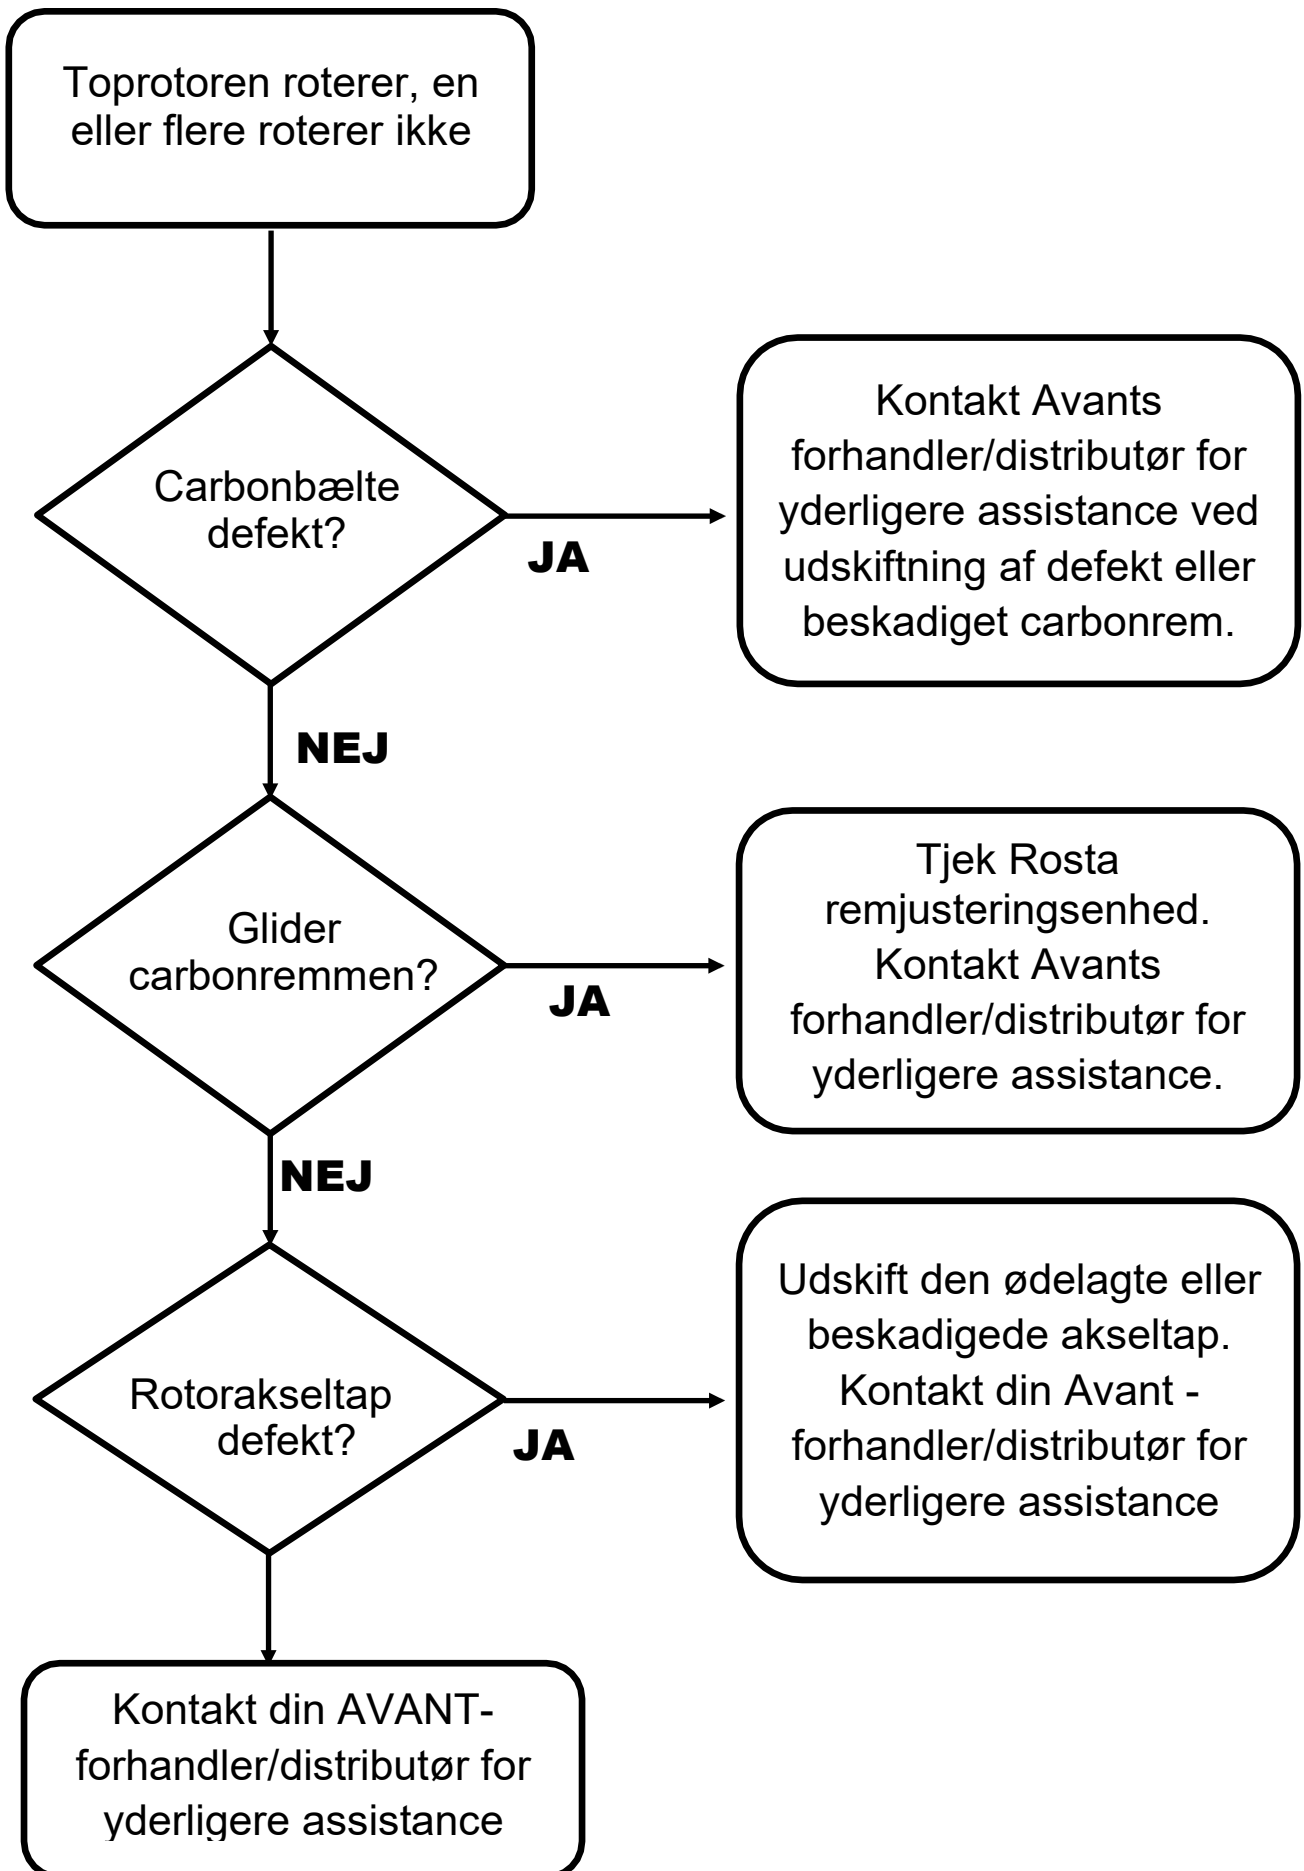 Toprotoren roterer, en
eller flere roterer ikke
Carbonbælte
defekt?
JA
Kontakt Avants
forhandler/distributør for
yderligere assistance ved
udskiftning af defekt eller
beskadiget carbonrem.
NEJ
Glider
carbonremmen?
JA
Tjek Rosta
remjusteringsenhed.
Kontakt Avants
forhandler/distributør for
yderligere assistance.
NEJ
Rotorakseltap
defekt?
JA
Udskift den ødelagte eller
beskadigede akseltap.
Kontakt din Avant -
forhandler/distributør for
yderligere assistance
Kontakt din AVANT-
forhandler/distributør for
yderligere assistance